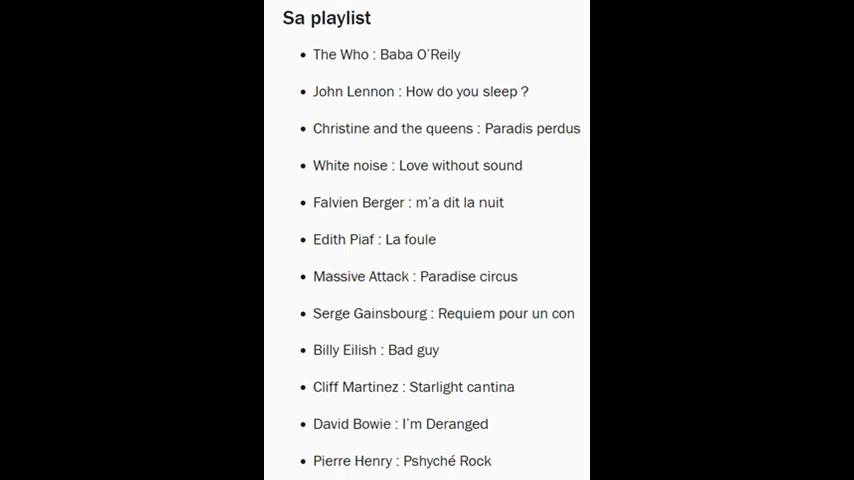 Sa playlist
• The Who : Baba O'Reily
• John Lennon : How do you sleep ?
• Christine and the queens : Paradis perdus
• White noise : Love without sound
• Falvien Berger : m'a dit la nuit
• Edith Piaf : La foule
• Massive Attack : Paradise circus
• Serge Gainsbourg : Requiem pour un con
• Billy Eilish : Bad guy
• Cliff Martinez : Starlight cantina
• David Bowie : I'm Deranged
• Pierre Henry : Pshyché Rock